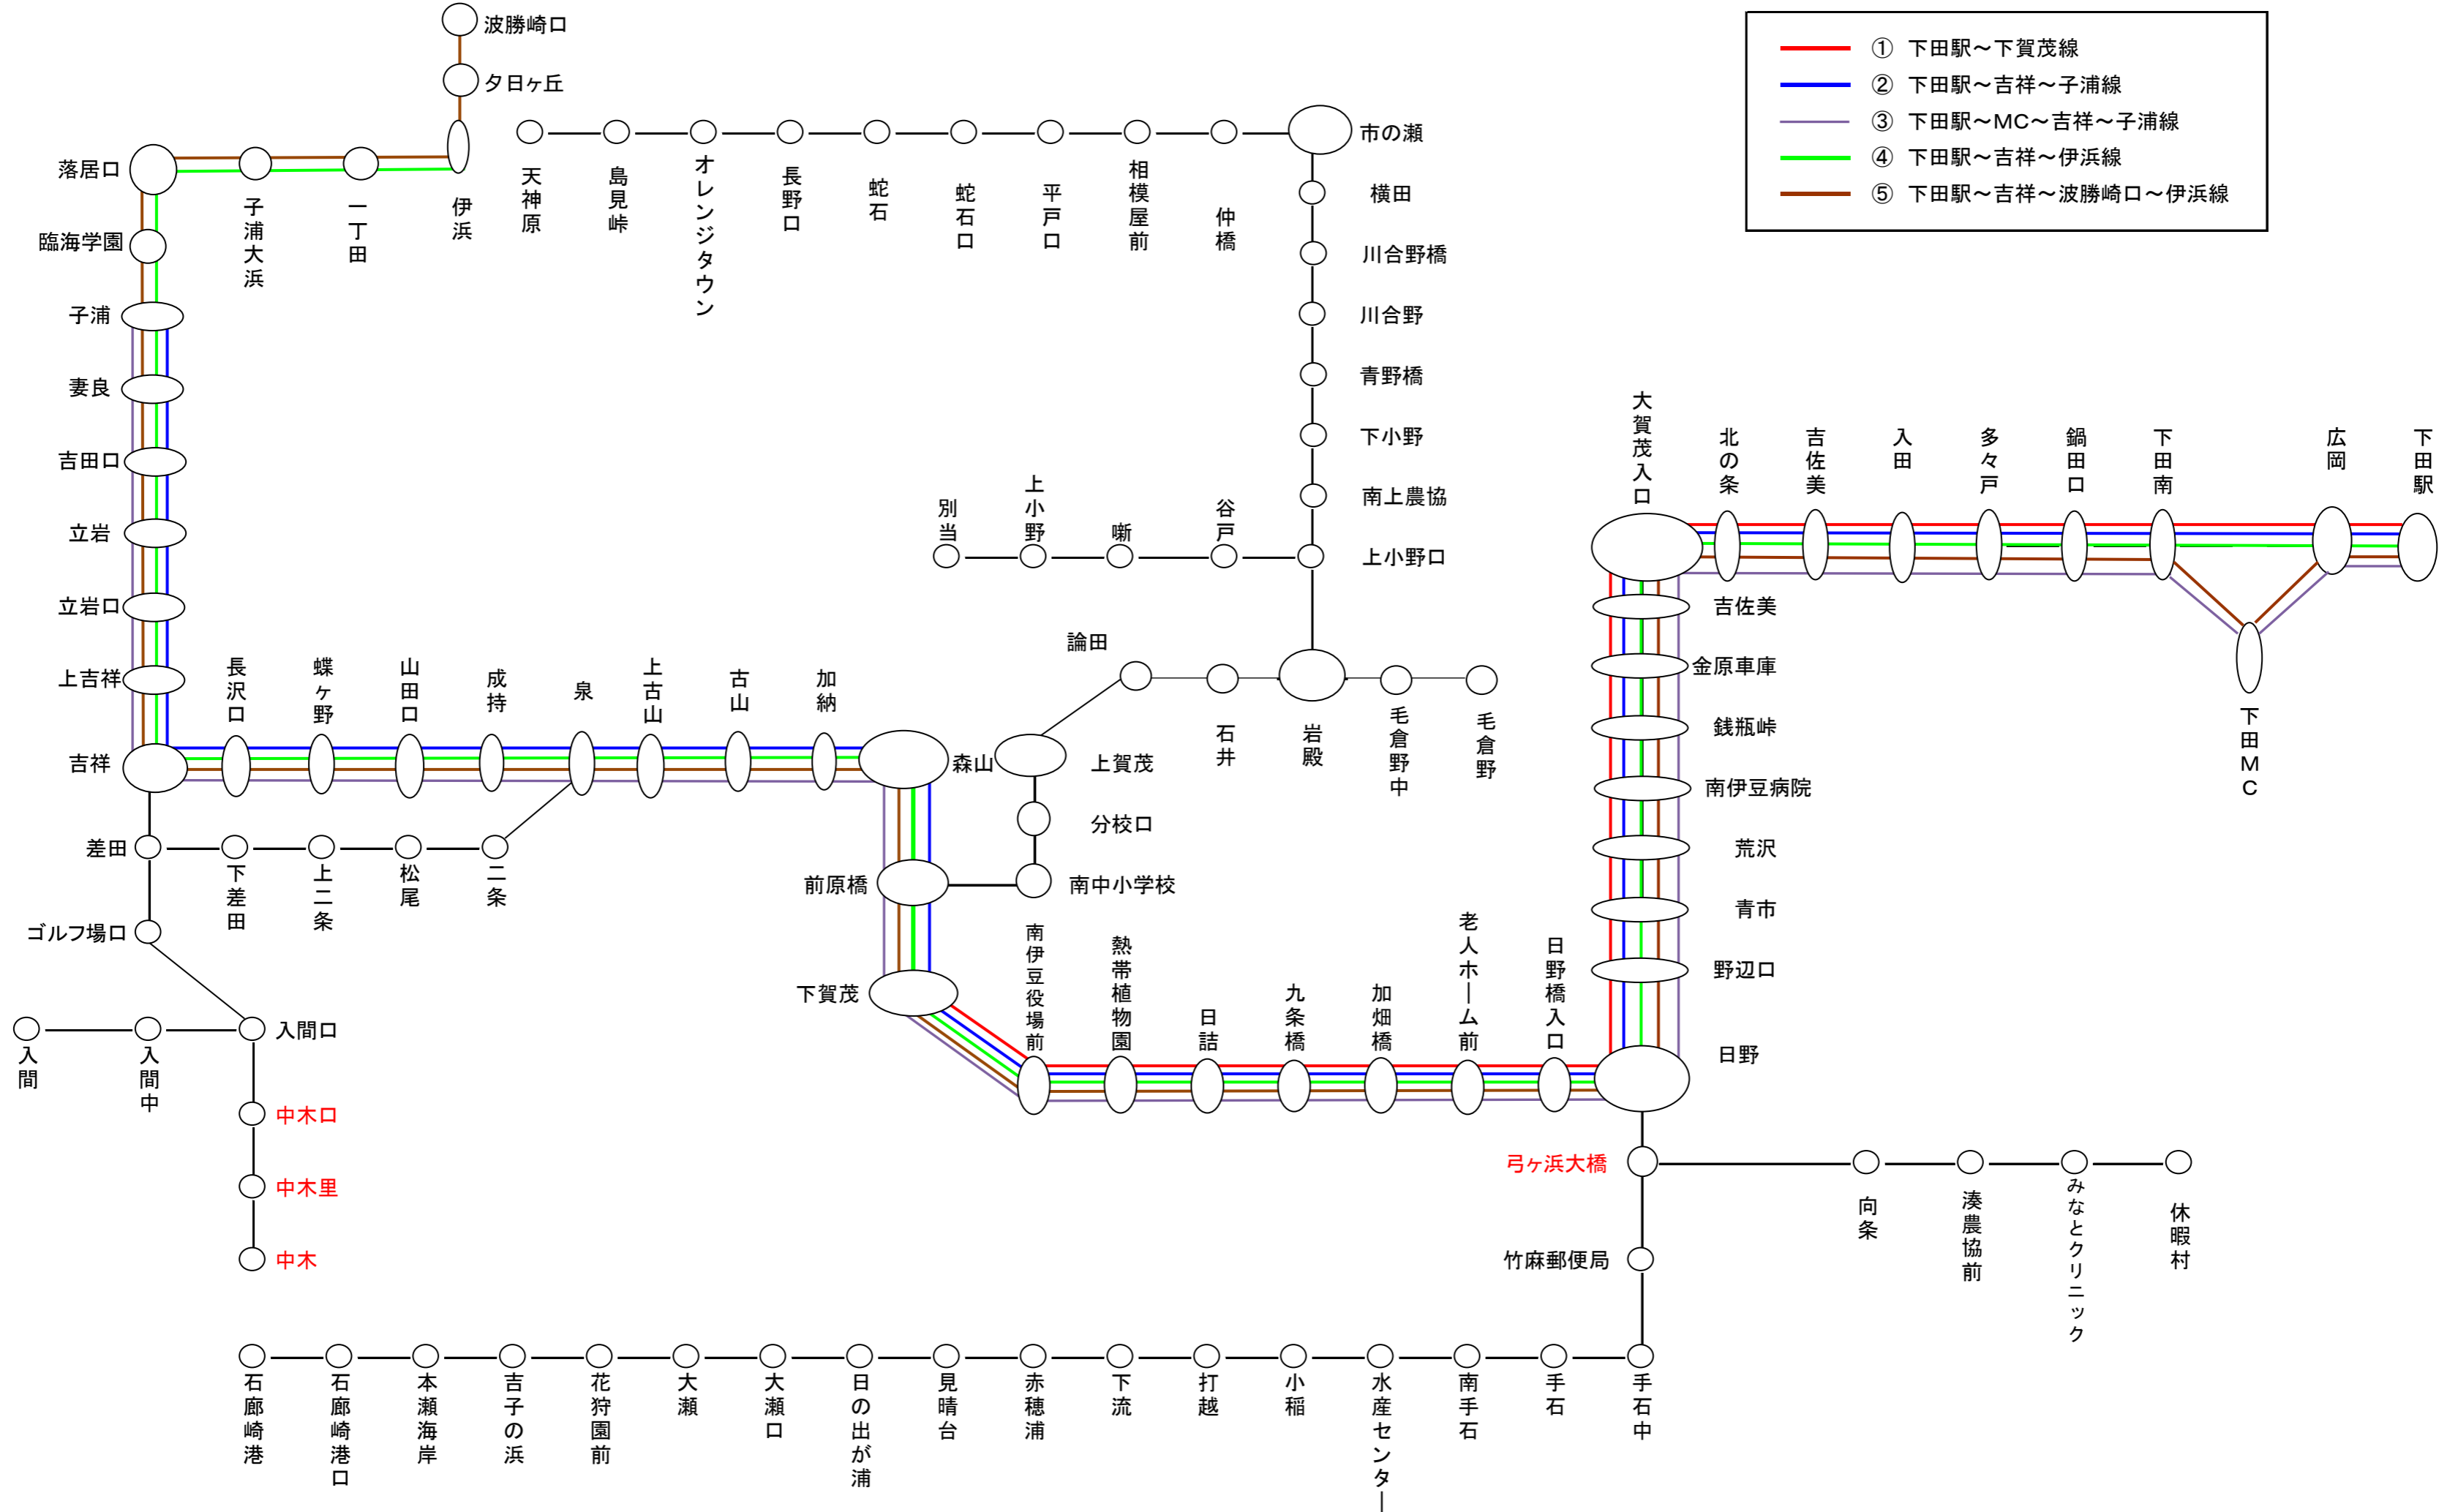 波勝崎口
夕日ヶ丘
① 下田駅～下賀茂線
② 下田駅～吉祥～子浦線
③ 下田駅～MC～吉祥～子浦線
④ 下田駅～吉祥～伊浜線
⑤ 下田駅～吉祥～波勝崎口～伊浜線
落居口
子浦大浜
一丁田
伊浜
天神原
島見峠
オレンジタウン
長野口
蛇石
蛇石口
平戸口
相模屋前
仲橋
市の瀬
横田
川合野橋
川合野
青野橋
下小野
南上農協
上小野口
臨海学園
子浦
妻良
吉田口
立岩
立岩口
上吉祥
吉祥
別当
上小野
噺
谷戸
大賀茂入口
北の条
吉佐美
入田
多々戸
鍋田口
下田南
広岡
下田駅
下田MC
長沢口
蝶ヶ野
山田口
成持
泉
上古山
古山
加納
森山
論田
石井
岩殿
毛倉野中
毛倉野
上賀茂
分校口
南中小学校
前原橋
下賀茂
吉佐美
金原車庫
銭瓶峠
南伊豆病院
荒沢
青市
野辺口
日野
差田
下差田
上二条
松尾
二条
ゴルフ場口
入間
入間中
入間口
中木口
中木里
中木
南伊豆役場前
熱帯植物園
日詰
九条橋
加畑橋
老人ホーム前
日野橋入口
弓ヶ浜大橋
向条
湊農協前
みなとクリニック
休暇村
竹麻郵便局
石廊崎港
石廊崎港口
本瀬海岸
吉子の浜
花狩園前
大瀬
大瀬口
日の出が浦
見晴台
赤穂浦
下流
打越
小稲
水産センター
南手石
手石
手石中